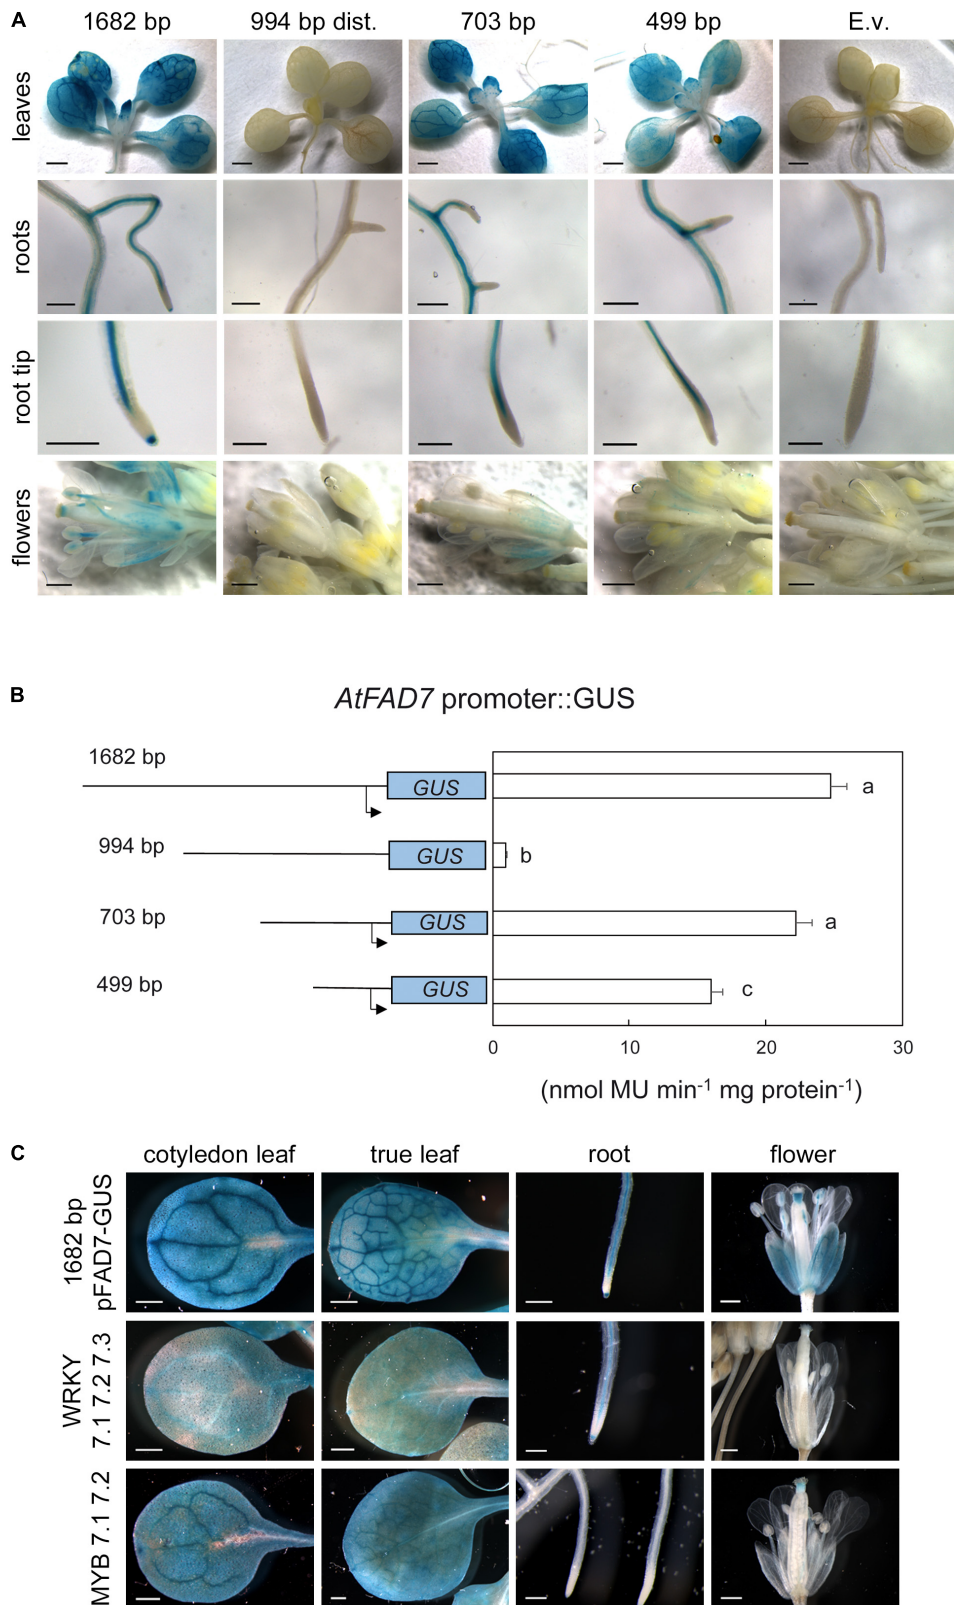 A
1682 bp 994 bp dist. 703 bp 499 bp E.v.
leaves
roots
root tip
flowers
B
AtFAD7 promoter::GUS
1682 bp
GUS
a
994 bp
GUS
b
703 bp
GUS
a
499 bp
GUS
c
0 10 20 30
(nmol MU min⁻¹ mg protein⁻¹)
C
cotyledon leaf true leaf root flower
1682 bp
pFAD7-GUS
WRKY
7.1 7.2 7.3
MYB 7.1 7.2